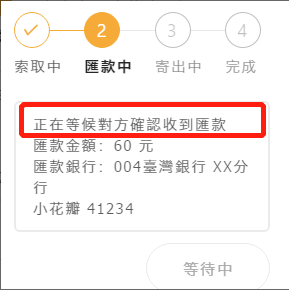 2 3 4
索取中 匯款中 寄出中 完成
正在等候對方確認收到匯款
匯款金額: 60 元
匯款銀行: 004臺灣銀行 XX分
行
小花瓶 41234
等待中